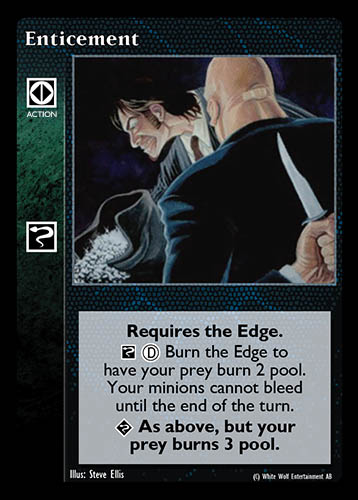 Enticement
ACTION
Requires the Edge.
D Burn the Edge to
have your prey burn 2 pool.
Your minions cannot bleed
until the end of the turn.
As above, but your
prey burns 3 pool.
Illus: Steve Ellis
(C) White Wolf Entertainment AB